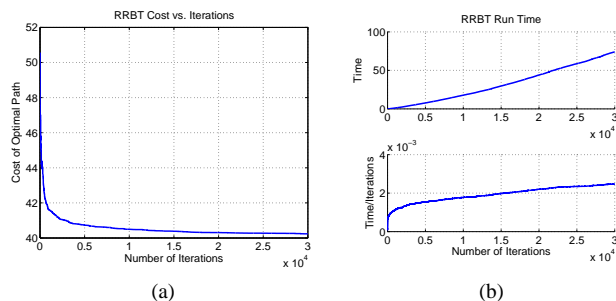 RRBT Cost vs. Iterations
Cost of Optimal Path
52
50
48
46
44
42
40
0 0.5 1 1.5 2 2.5 3
x 10^4
Number of Iterations
(a)
RRBT Run Time
Time
100
50
0
0 0.5 1 1.5 2 2.5 3
x 10^4
x 10^-3
Time/Iterations
4
2
0
0 0.5 1 1.5 2 2.5 3
Number of Iterations
x 10^4
(b)